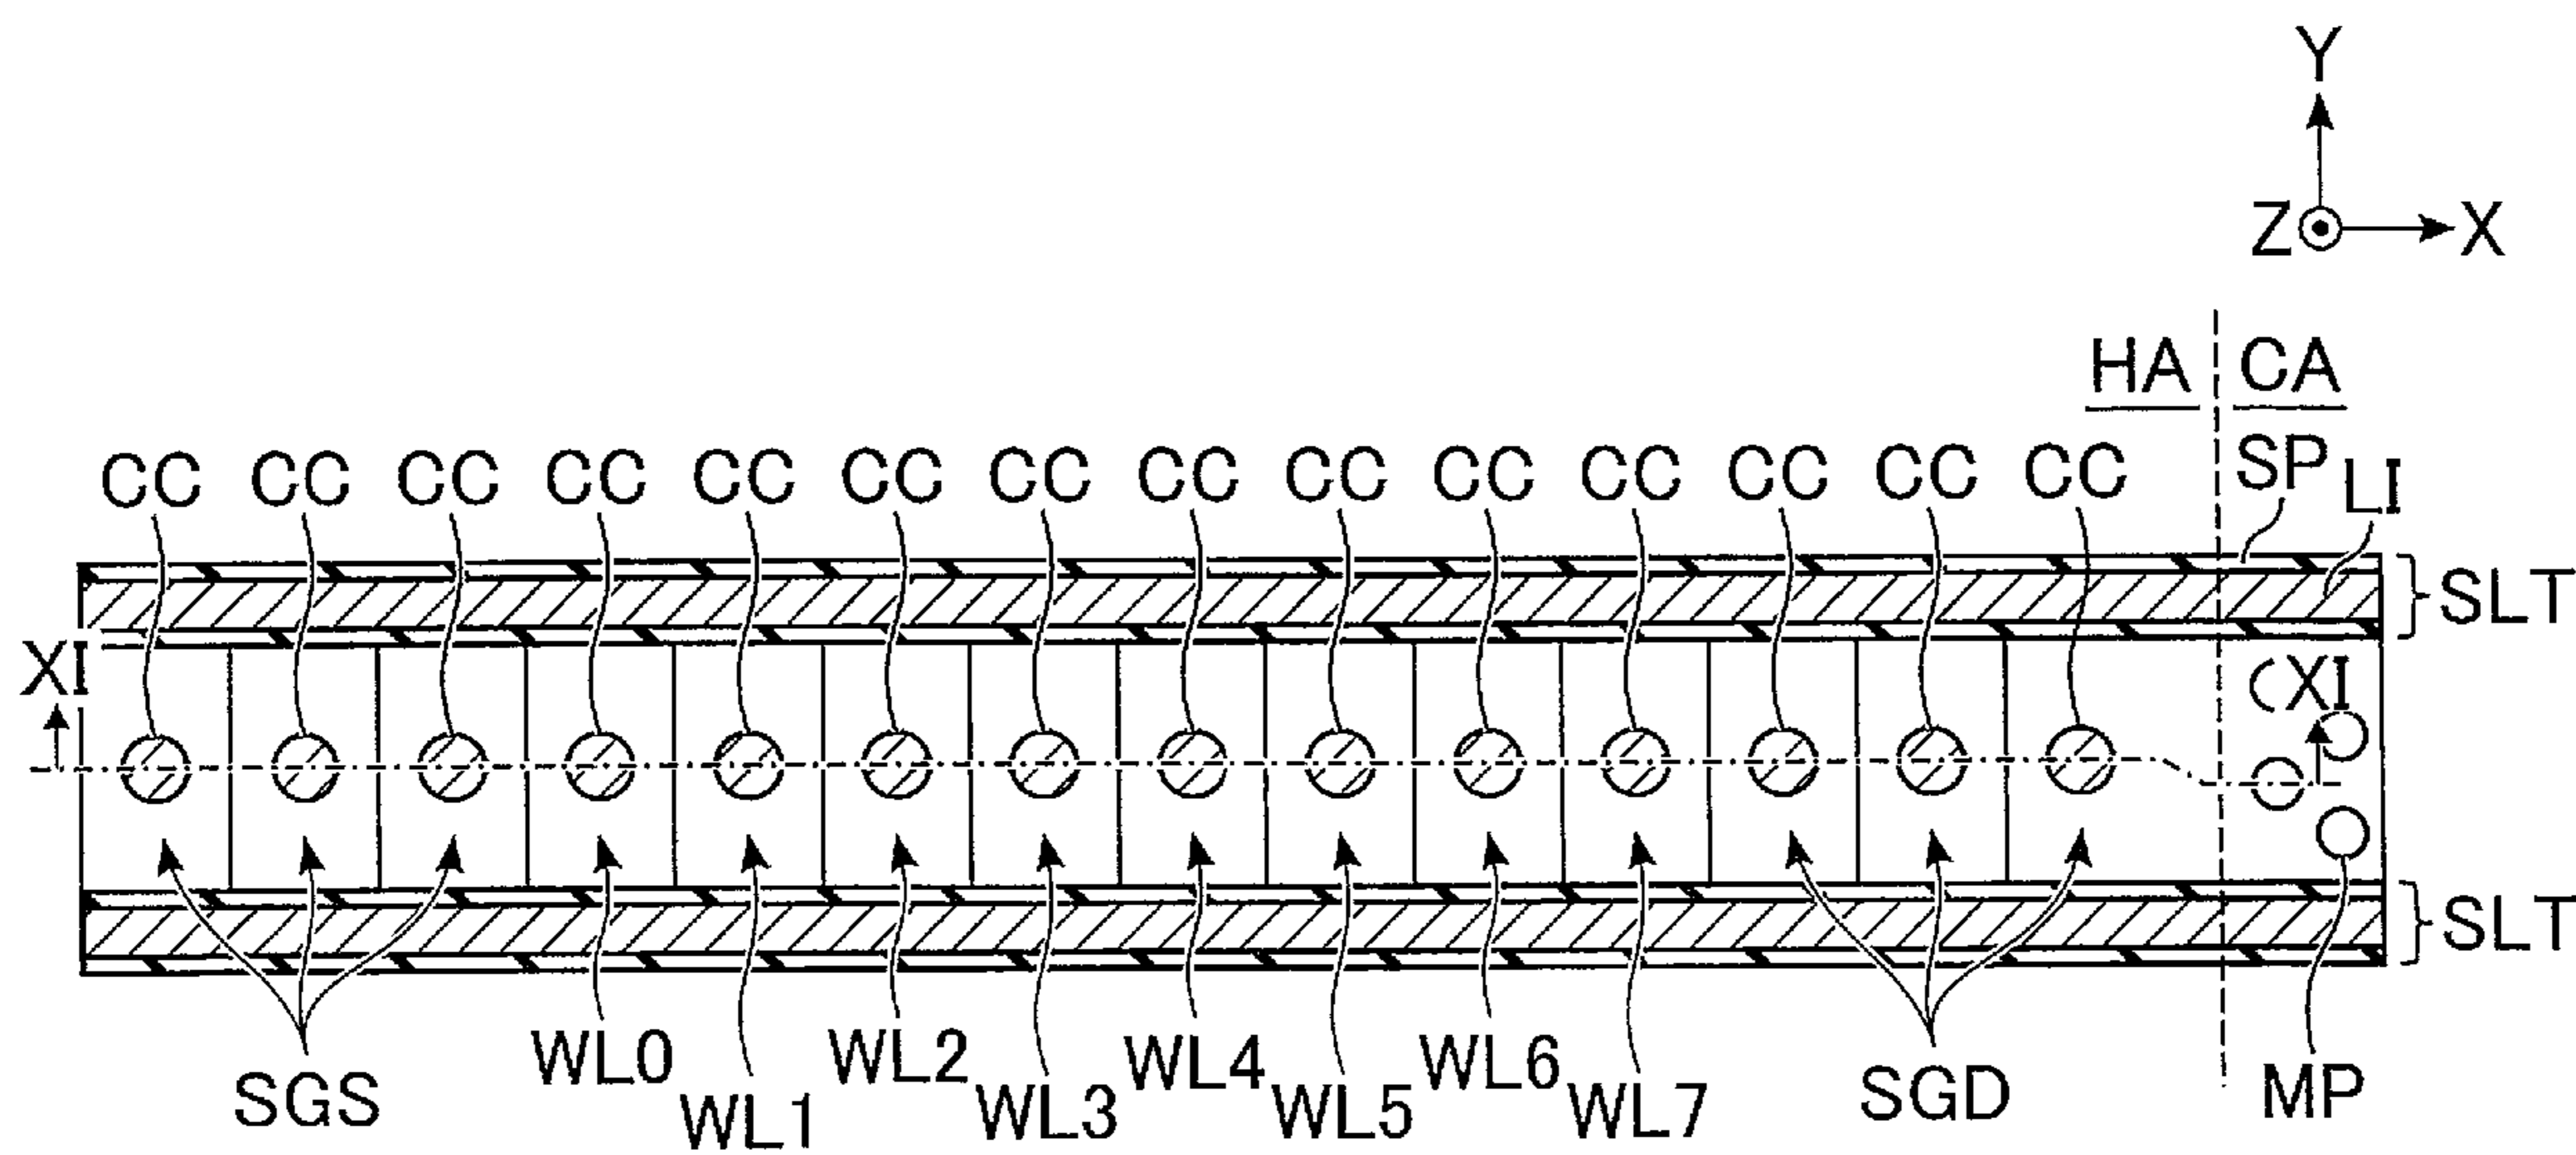 Y
Z X
HA CA
CC CC CC CC CC CC CC CC CC CC CC CC CC CC SP LI
SLT
XI XI
SLT
WL0 WL2 WL4 WL6
SGS WL1 WL3 WL5 WL7 SGD MP